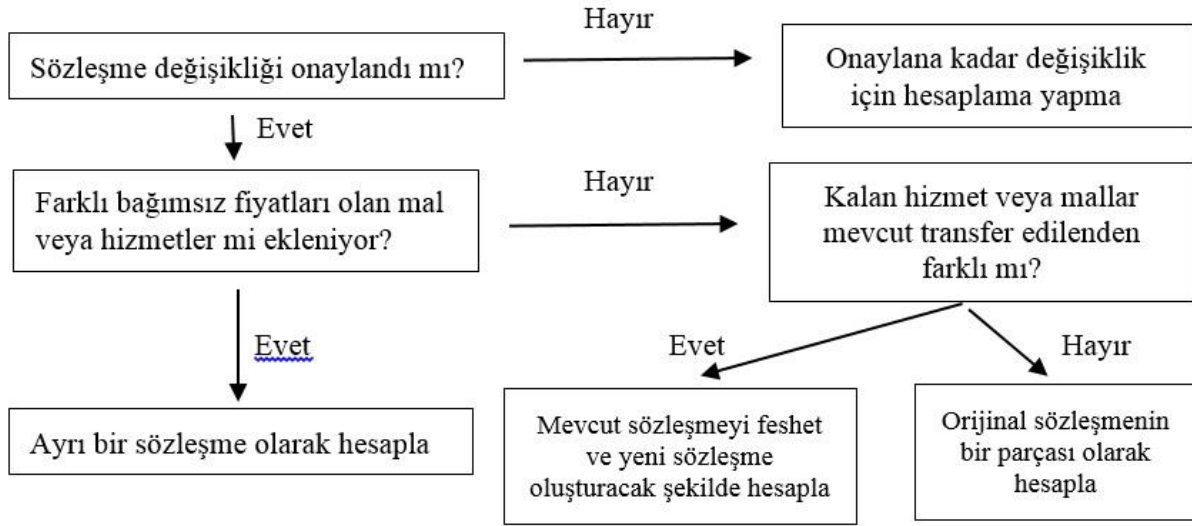 Hayır
Sözleşme değişikliği onaylandı mı?
Onaylana kadar değişiklik
için hesaplama yapma
Evet
Farklı bağımsız fiyatları olan mal
veya hizmetler mi ekleniyor?
Hayır
Kalan hizmet veya mallar
mevcut transfer edilenden
farklı mı?
Evet
Evet
Hayır
Ayrı bir sözleşme olarak hesapla
Mevcut sözleşmeyi feshet
ve yeni sözleşme
oluşturacak şekilde hesapla
Orijinal sözleşmenin
bir parçası olarak
hesapla